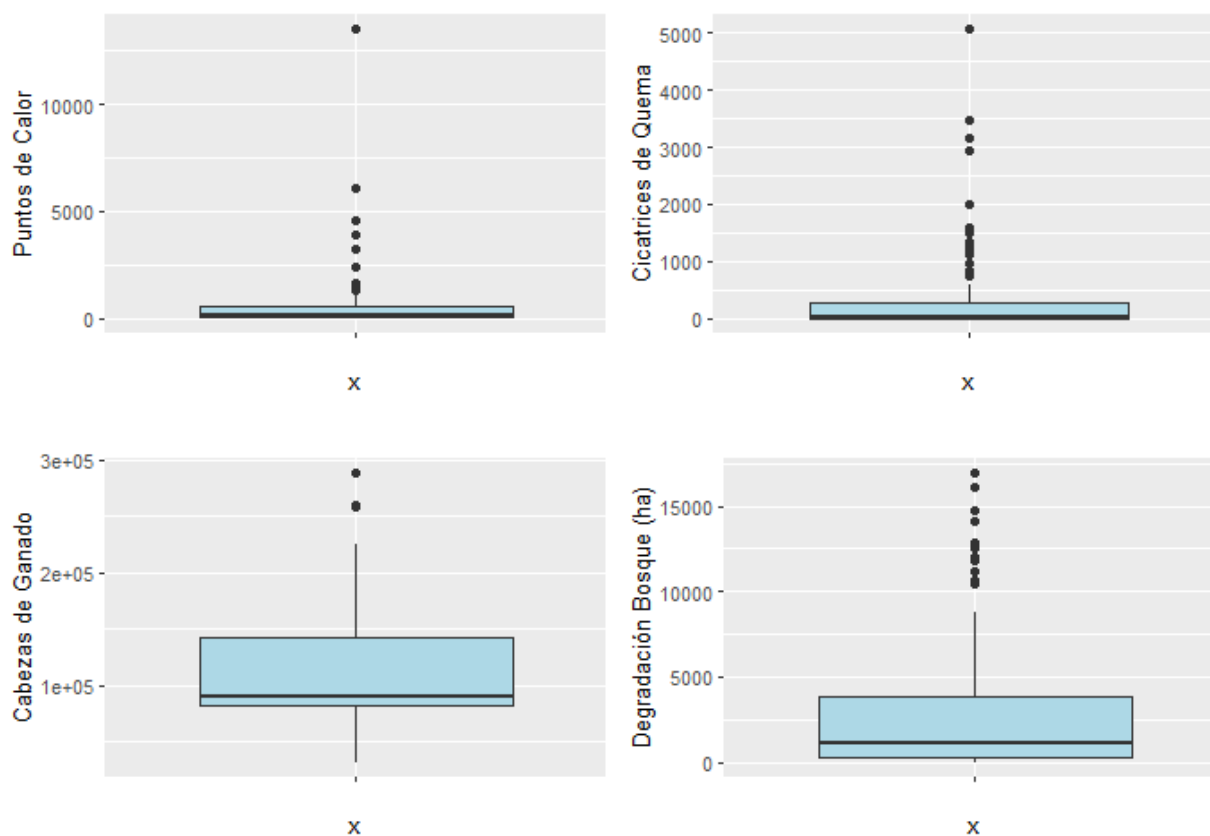 Puntos de Calor
10000
5000
0
x
Cicatrices de Quema
5000
4000
3000
2000
1000
0
x
Cabezas de Ganado
3e+05
2e+05
1e+05
x
Degradación Bosque (ha)
15000
10000
5000
0
x